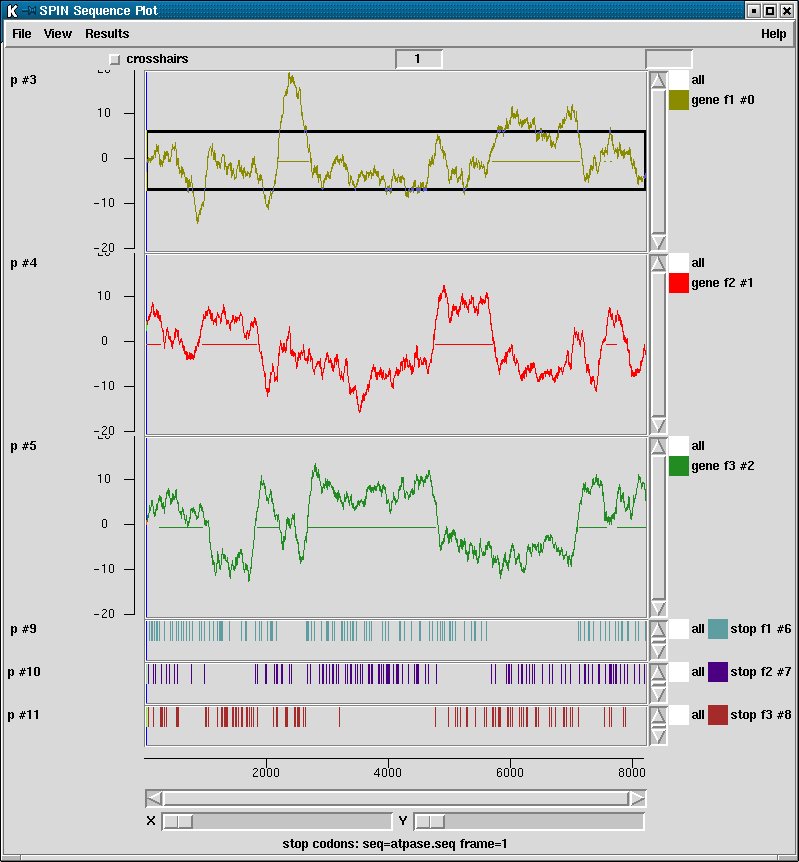 SPIN Sequence Plot
File View Results Help
crosshairs 1
p #3
20
10
0
-10
-20
all
gene f1 #0
p #4
10
0
-10
-20
all
gene f2 #1
p #5
10
0
-10
-20
all
gene f3 #2
p #9 all stop f1 #6
p #10 all stop f2 #7
p #11 all stop f3 #8
2000 4000 6000 8000
X Y
stop codons: seq=atpase.seq frame=1